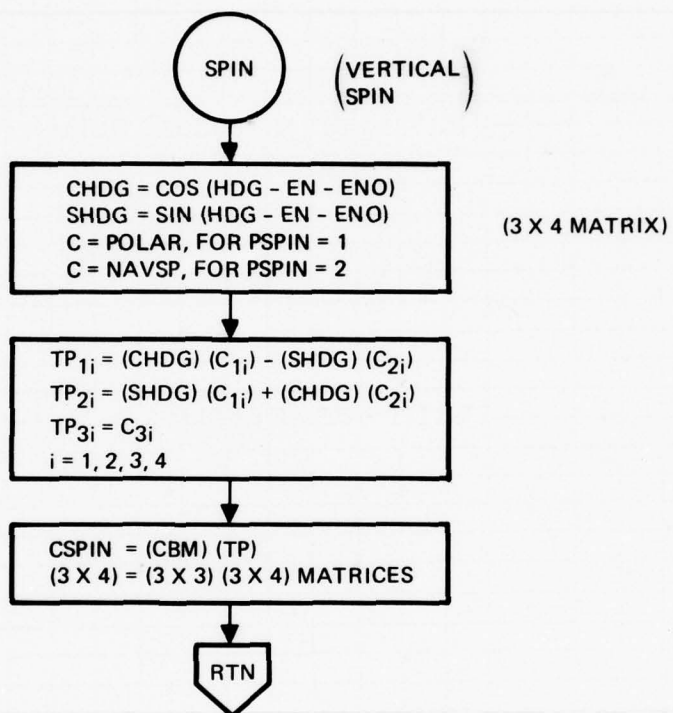 SPIN
(VERTICAL
SPIN)
CHDG = COS (HDG - EN - ENO)
SHDG = SIN (HDG - EN - ENO)
C = POLAR, FOR PSPIN = 1
C = NAVSP, FOR PSPIN = 2
(3 X 4 MATRIX)
TP1i = (CHDG) (C1i) - (SHDG) (C2i)
TP2i = (SHDG) (C1i) + (CHDG) (C2i)
TP3i = C3i
i = 1, 2, 3, 4
CSPIN = (CBM) (TP)
(3 X 4) = (3 X 3) (3 X 4) MATRICES
RTN